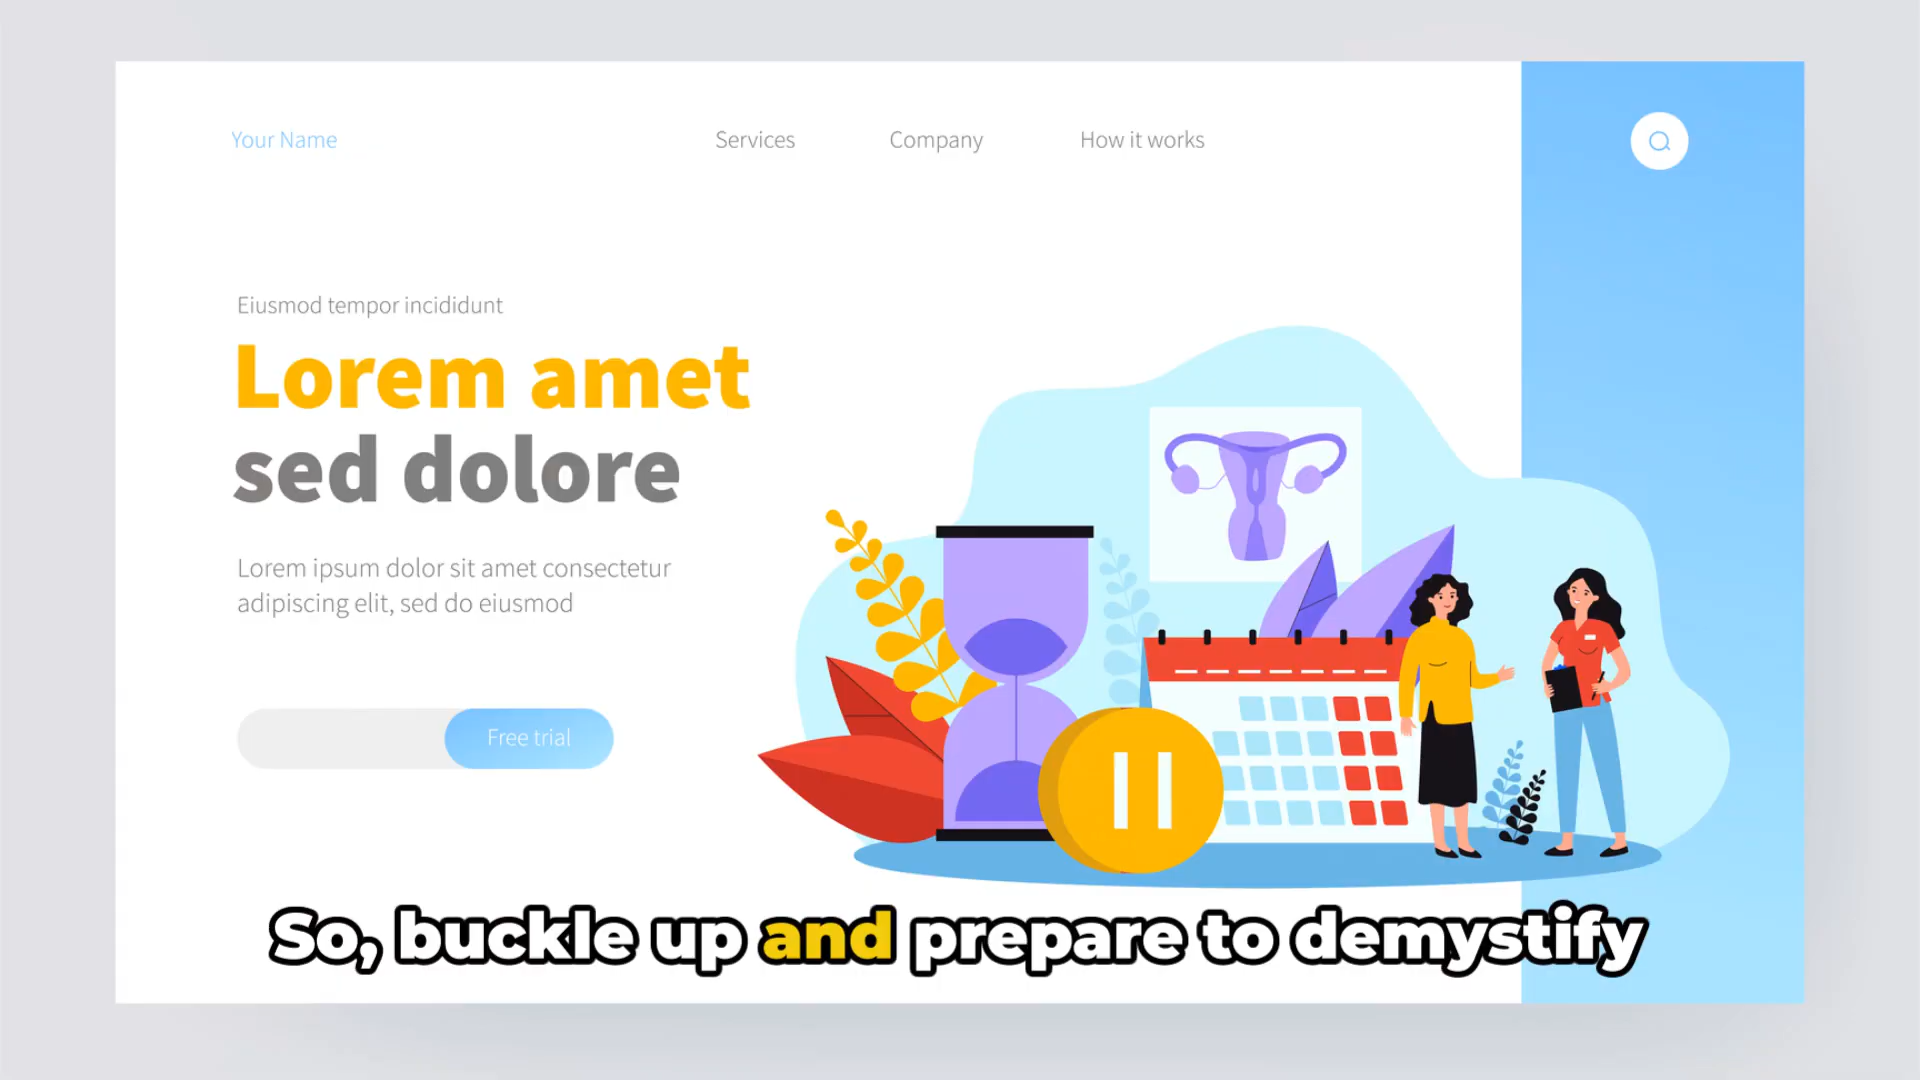 Your Name
Services
Company
How it works
Eiusmod tempor incididunt
Lorem amet
sed dolore
Lorem ipsum dolor sit amet consectetur
adipiscing elit, sed do eiusmod
Free trial
So, buckle up and prepare to demystify